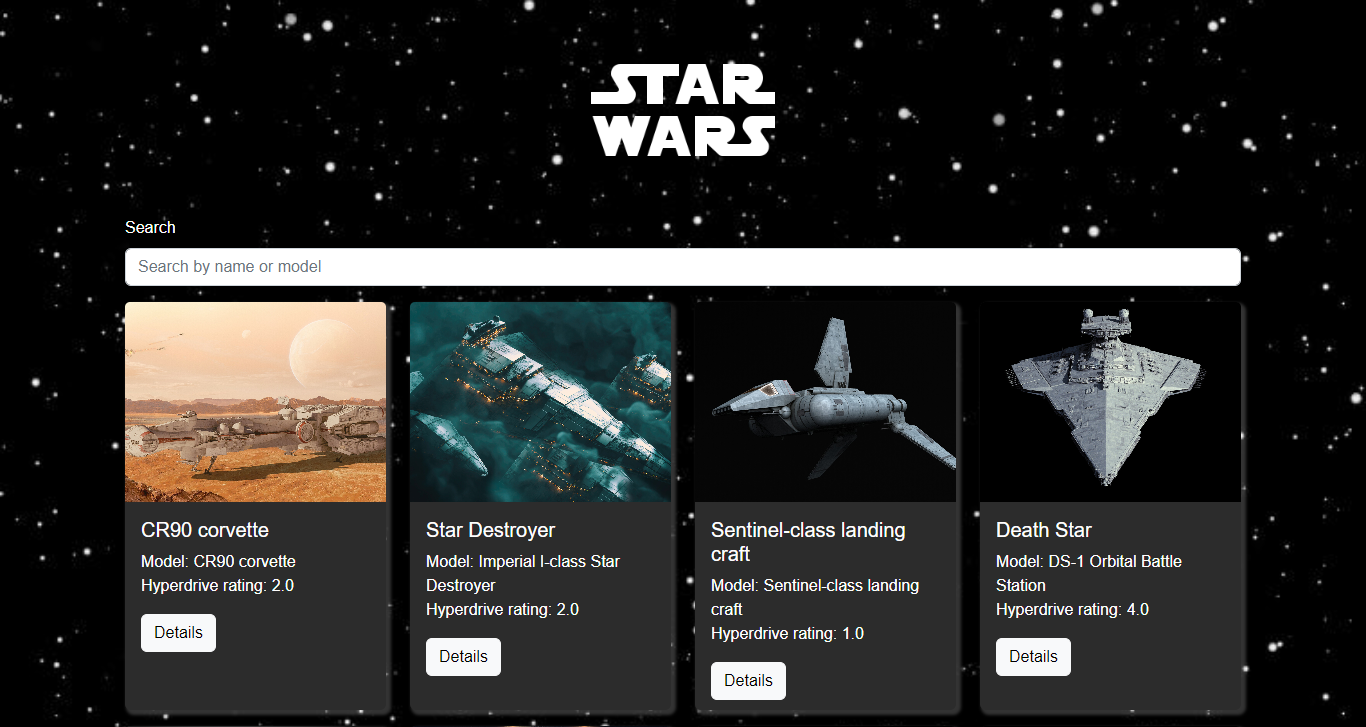 STAR
WARS
Search
Search by name or model
CR90 corvette
Model: CR90 corvette
Hyperdrive rating: 2.0
Details
Star Destroyer
Model: Imperial I-class Star
Destroyer
Hyperdrive rating: 2.0
Details
Sentinel-class landing
craft
Model: Sentinel-class landing
craft
Hyperdrive rating: 1.0
Details
Death Star
Model: DS-1 Orbital Battle
Station
Hyperdrive rating: 4.0
Details